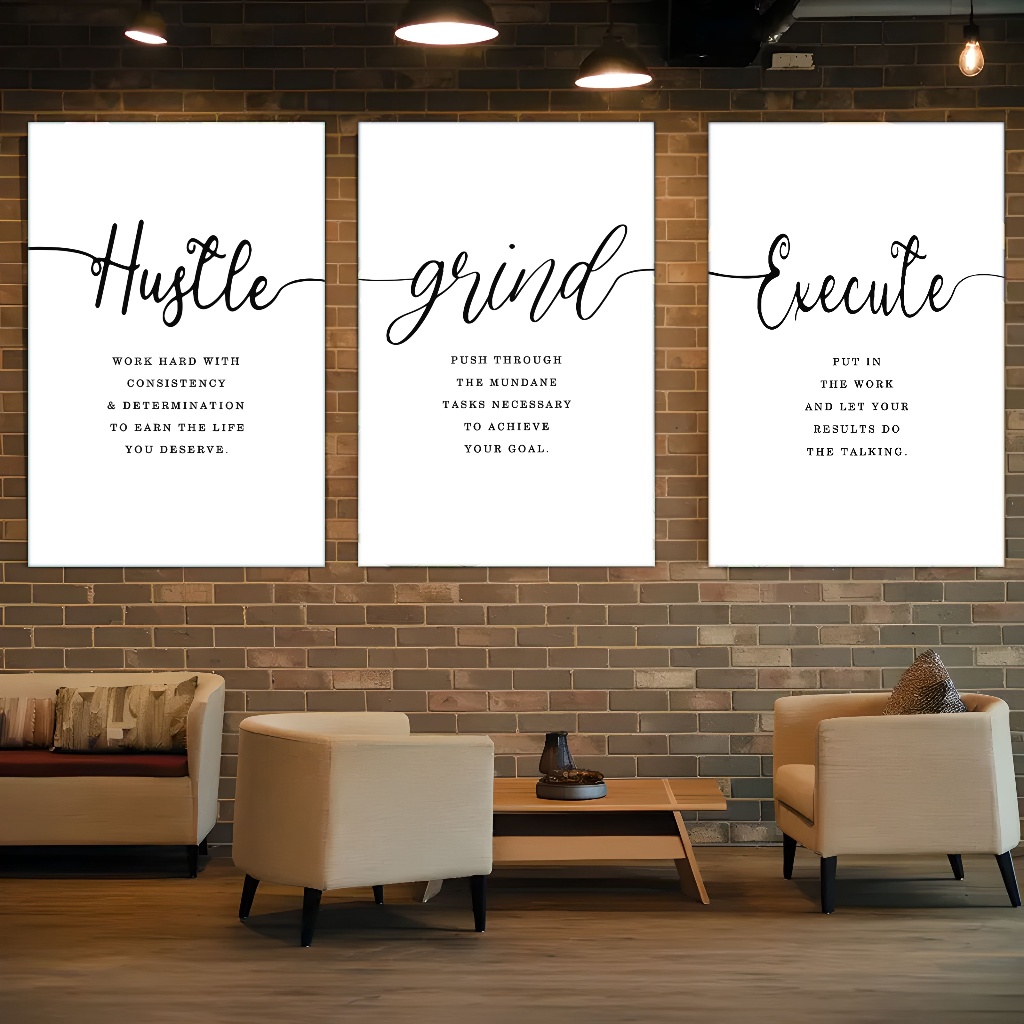 Hustle
WORK HARD WITH
CONSISTENCY
& DETERMINATION
TO EARN THE LIFE
YOU DESERVE.
grind
PUSH THROUGH
THE MUNDANE
TASKS NECESSARY
TO ACHIEVE
YOUR GOAL.
Execute
PUT IN
THE WORK
AND LET YOUR
RESULTS DO
THE TALKING.